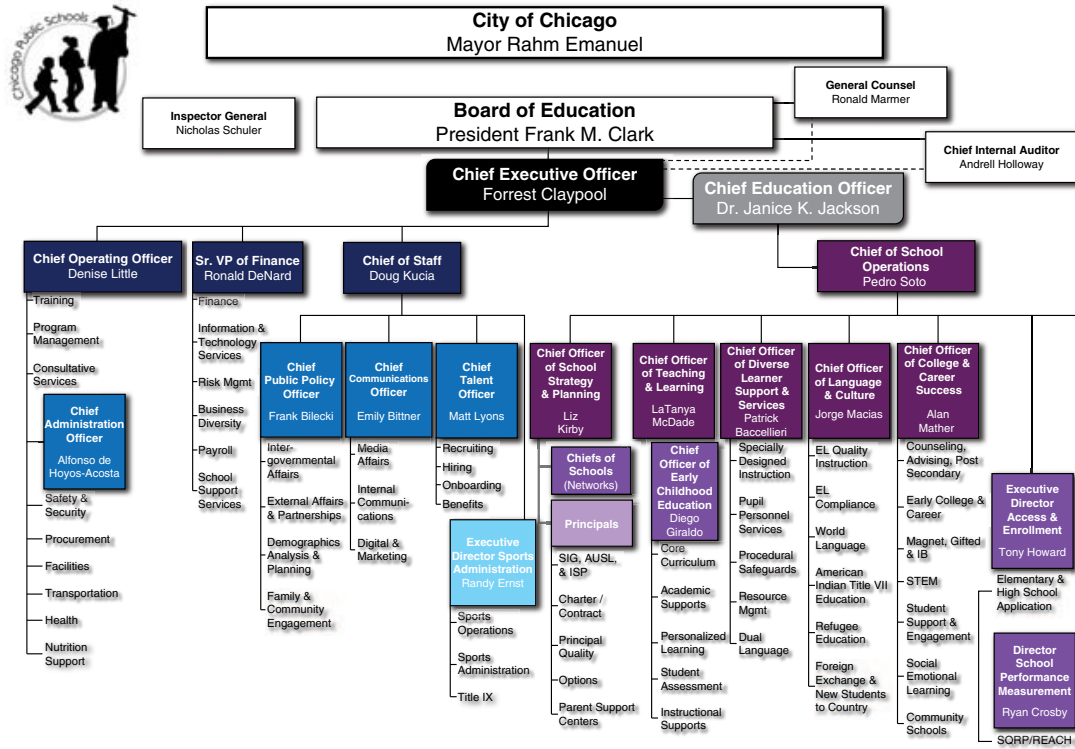 Chicago Public Schools
City of Chicago
Mayor Rahm Emanuel
General Counsel
Ronald Marmer
Inspector General
Nicholas Schuler
Board of Education
President Frank M. Clark
Chief Internal Auditor
Andrell Holloway
Chief Executive Officer
Forrest Claypool
Chief Education Officer
Dr. Janice K. Jackson
Chief Operating Officer
Denise Little
Sr. VP of Finance
Ronald DeNard
Chief of Staff
Doug Kucia
Chief of School
Operations
Pedro Soto
Training
Program
Management
Consultative
Services
Chief
Administration
Officer
Alfonso de
Hoyos-Acosta
Safety &
Security
Procurement
Facilities
Transportation
Health
Nutrition
Support
Finance
Information &
Technology
Services
Risk Mgmt
Business
Diversity
Payroll
School
Support
Services
Chief
Public Policy
Officer
Frank Bilecki
Inter-
governmental
Affairs
External Affairs
& Partnerships
Demographics
Analysis &
Planning
Family &
Community
Engagement
Chief
Communications
Officer
Emily Bittner
Media
Affairs
Internal
Communi-
cations
Digital &
Marketing
Chief
Talent
Officer
Matt Lyons
Recruiting
Hiring
Onboarding
Benefits
Executive
Director Sports
Administration
Randy Ernst
Sports
Operations
Sports
Administration
Title IX
Chief Officer
of School
Strategy
& Planning
Liz
Kirby
Chiefs of
Schools
(Networks)
Principals
SIG, AUSL,
& ISP
Charter /
Contract
Principal
Quality
Options
Parent Support
Centers
Chief Officer
of Teaching
& Learning
LaTanya
McDade
Chief
Officer of
Early
Childhood
Education
Diego
Giraldo
Core
Curriculum
Academic
Supports
Personalized
Learning
Student
Assessment
Instructional
Supports
Chief Officer
of Diverse
Learner
Support &
Services
Patrick
Baccellieri
Specially
Designed
Instruction
Pupil
Personnel
Services
Procedural
Safeguards
Resource
Mgmt
Dual
Language
Chief Officer
of Language
& Culture
Jorge Macias
EL Quality
Instruction
EL
Compliance
World
Language
American
Indian Title VII
Education
Refugee
Education
Foreign
Exchange &
New Students
to Country
Chief Officer
of College &
Career
Success
Alan
Mather
Counseling,
Advising, Post
Secondary
Early College &
Career
Magnet, Gifted
& IB
STEM
Student
Support &
Engagement
Social
Emotional
Learning
Community
Schools
Executive
Director
Access &
Enrollment
Tony Howard
Elementary &
High School
Application
Director
School
Performance
Measurement
Ryan Crosby
SQRP/REACH